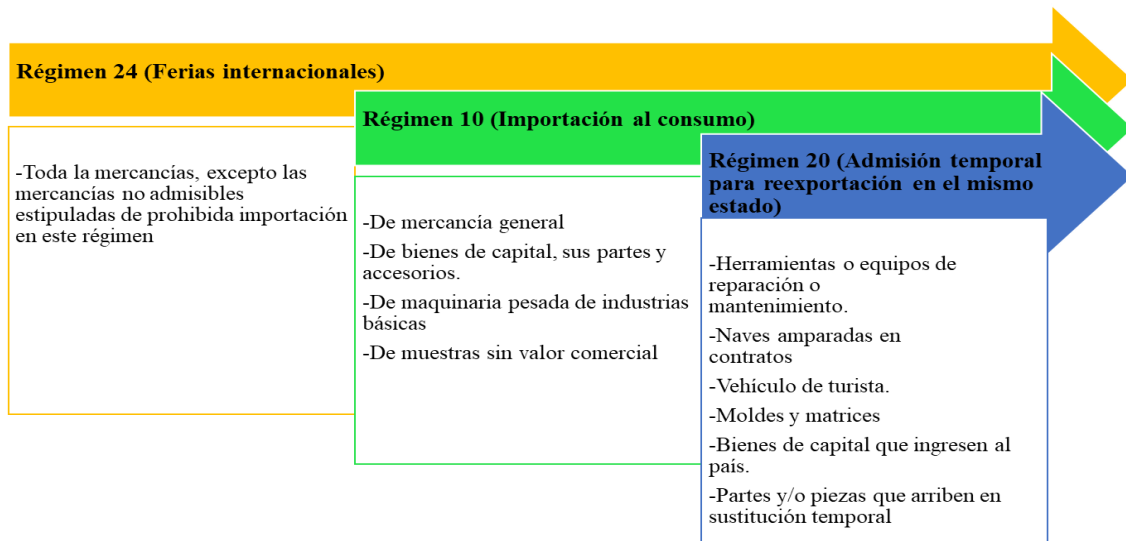 Régimen 24 (Ferias internacionales)
-Toda la mercancías, excepto las
mercancías no admisibles
estipuladas de prohibida importación
en este régimen
Régimen 10 (Importación al consumo)
-De mercancía general
-De bienes de capital, sus partes y
accesorios.
-De maquinaria pesada de industrias
básicas
-De muestras sin valor comercial
Régimen 20 (Admisión temporal
para reexportación en el mismo
estado)
-Herramientas o equipos de
reparación o
mantenimiento.
-Naves amparadas en
contratos
-Vehículo de turista.
-Moldes y matrices
-Bienes de capital que ingresen al
país.
-Partes y/o piezas que arriben en
sustitución temporal